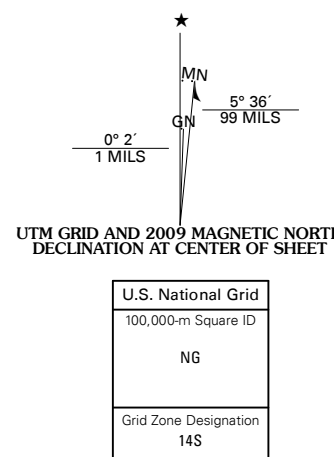 ★
MN
5° 36´
99 MILS
GN
0° 2´
1 MILS
UTM GRID AND 2009 MAGNETIC NORTH
DECLINATION AT CENTER OF SHEET
U.S. National Grid
100,000-m Square ID
NG
Grid Zone Designation
14S